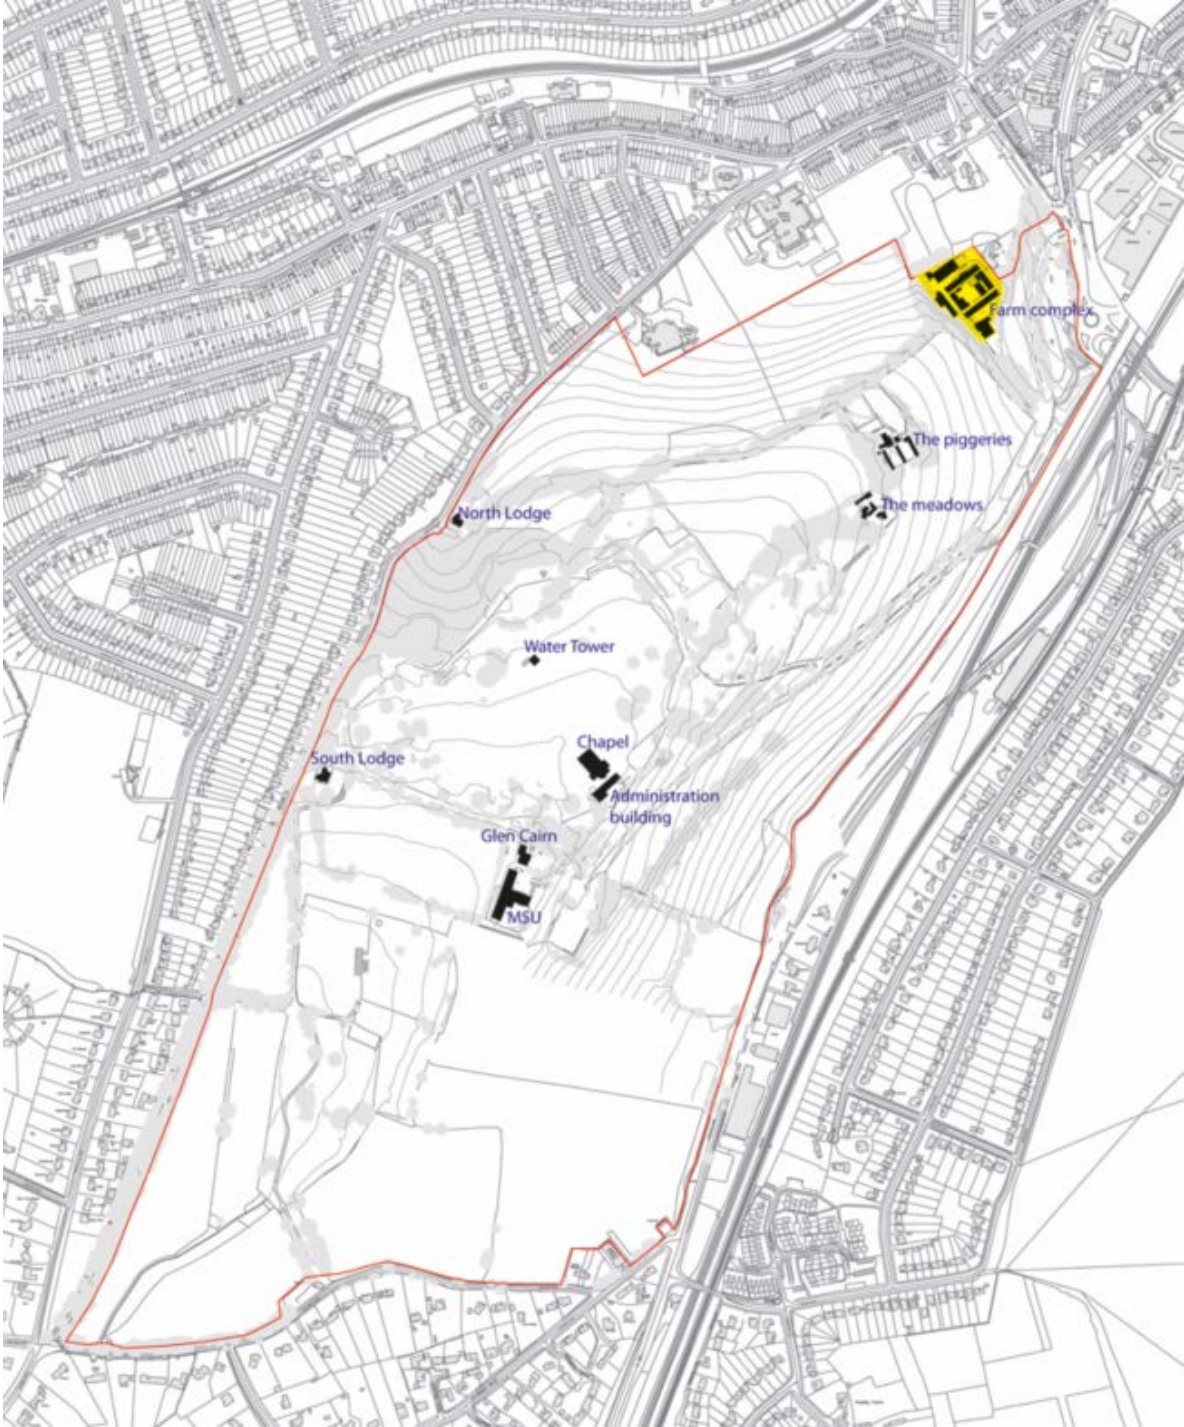 Farm complex
The piggeries
The meadows
North Lodge
Water Tower
Chapel
South Lodge
Administration
building
Glen Cairn
MSU